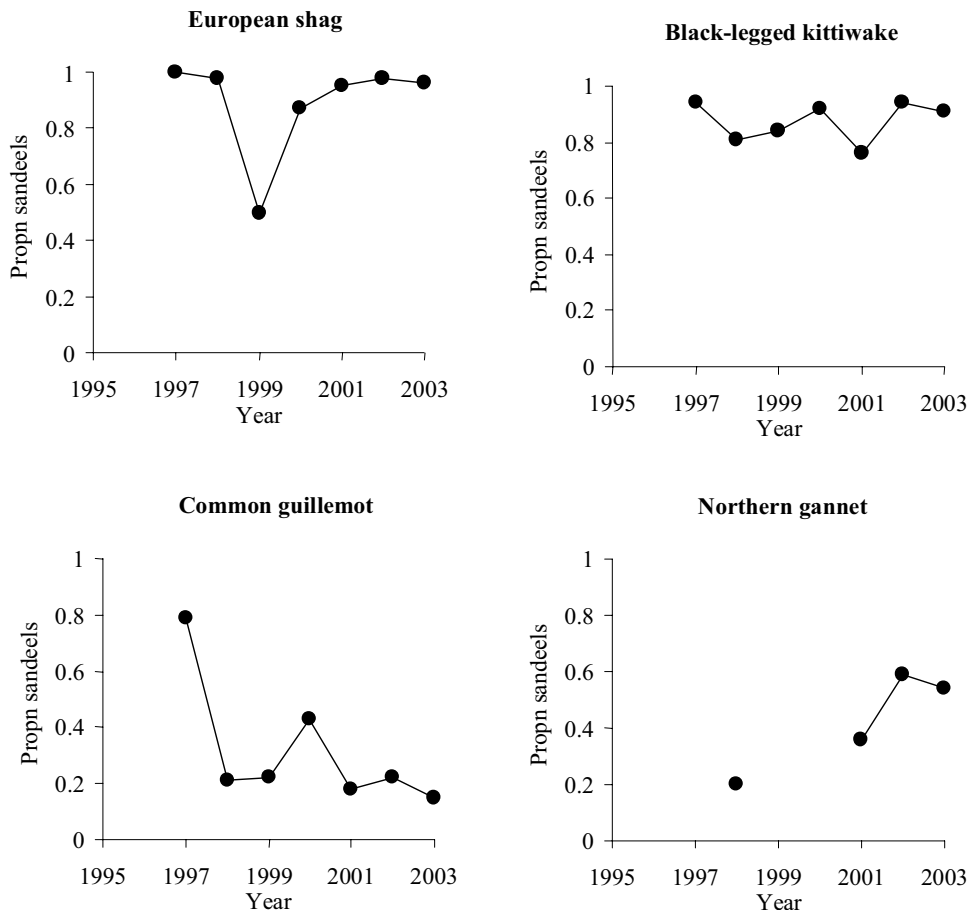 European shag
1
0.8
0.6
0.4
0.2
0
Propn sandeels
1995 1997 1999 2001 2003
Year
Black-legged kittiwake
1
0.8
0.6
0.4
0.2
0
Propn sandeels
1995 1997 1999 2001 2003
Year
Common guillemot
1
0.8
0.6
0.4
0.2
0
Propn sandeels
1995 1997 1999 2001 2003
Year
Northern gannet
1
0.8
0.6
0.4
0.2
0
Propn sandeels
1995 1997 1999 2001 2003
Year